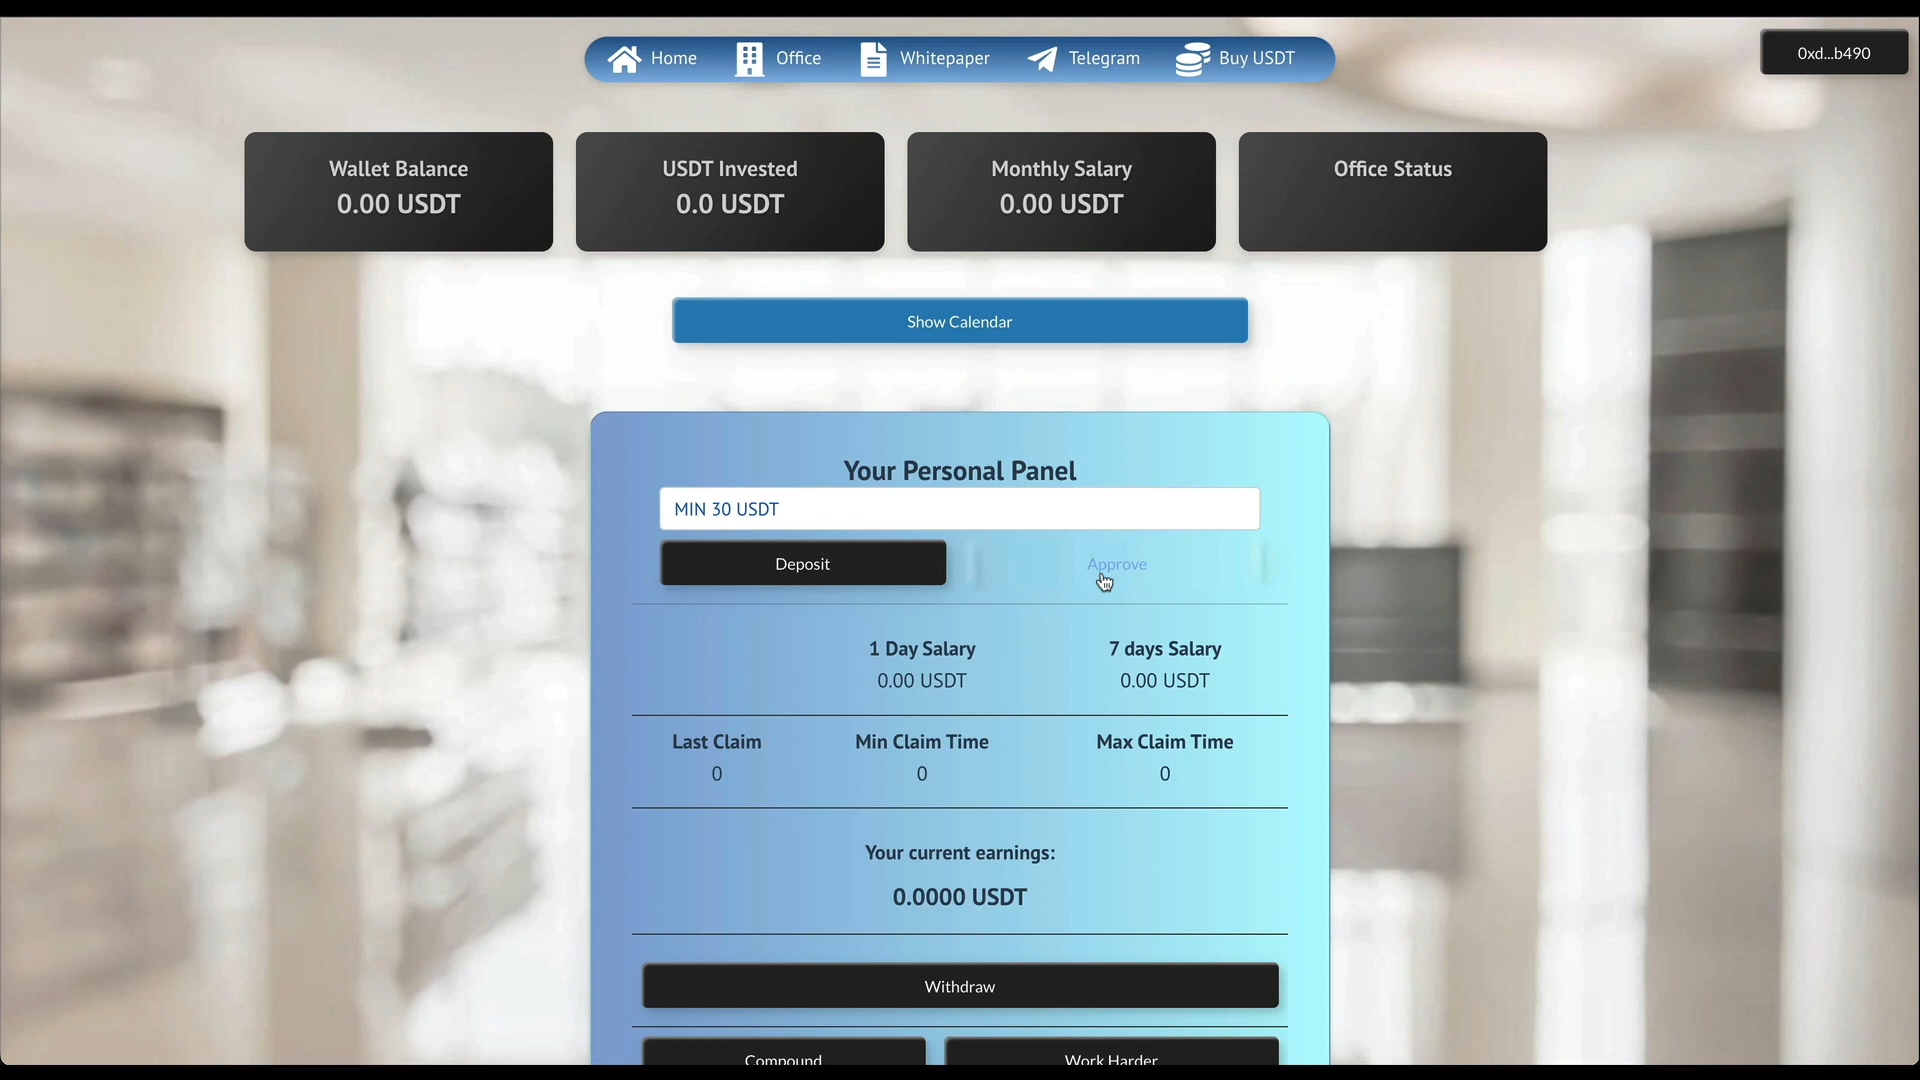 Home Office Whitepaper Telegram Buy USDT
0xd...b490
Wallet Balance
0.00 USDT
USDT Invested
0.0 USDT
Monthly Salary
0.00 USDT
Office Status
Show Calendar
Your Personal Panel
MIN 30 USDT
Deposit
Approve
1 Day Salary
0.00 USDT
7 days Salary
0.00 USDT
Last Claim
0
Min Claim Time
0
Max Claim Time
0
Your current earnings:
0.0000 USDT
Withdraw
Compound
Work Harder